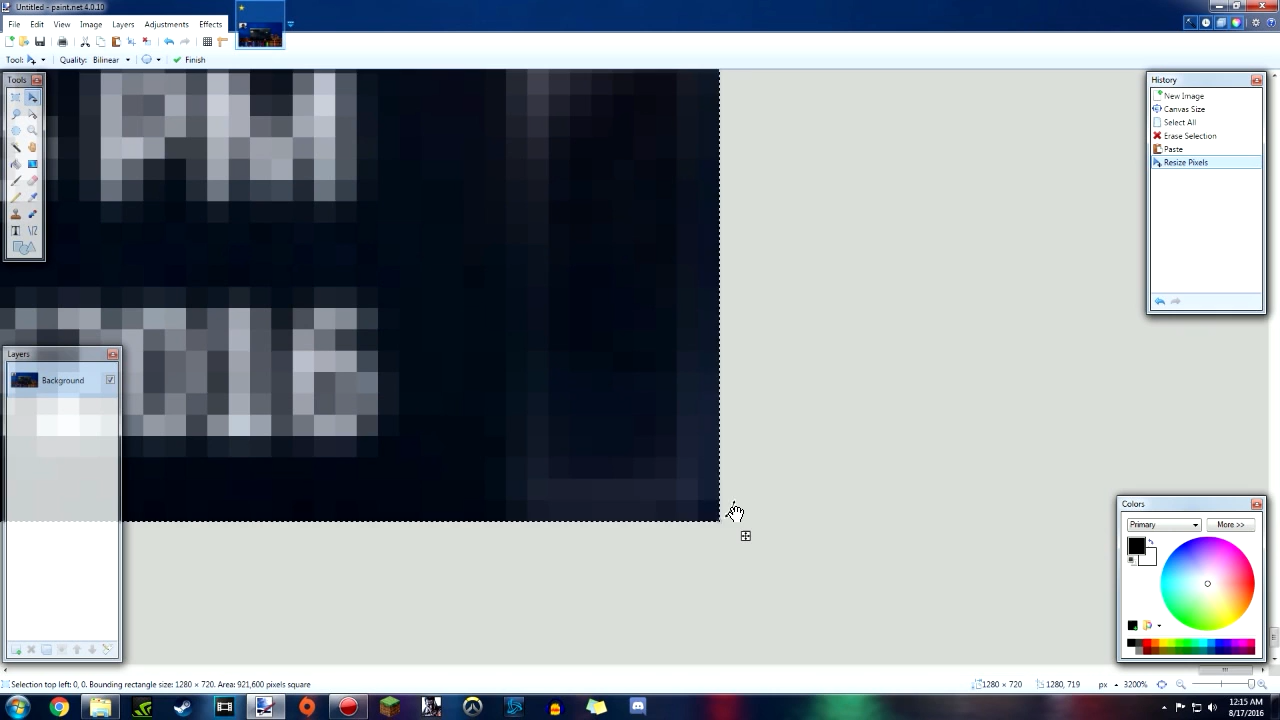 Untitled - paint.net 4.0.10
File Edit View Image Layers Adjustments Effects
Tool: Quality: Bilinear Finish
Tools
History
New Image
Canvas Size
Select All
Erase Selection
Paste
Resize Pixels
PM
2016
Layers
Background
Colors
Primary More >>
Selection top left: 0, 0. Bounding rectangle size: 1280 × 720. Area: 921,600 pixels square 1280 × 720 1280, 719 px 3200%
12:15 AM
8/17/2016